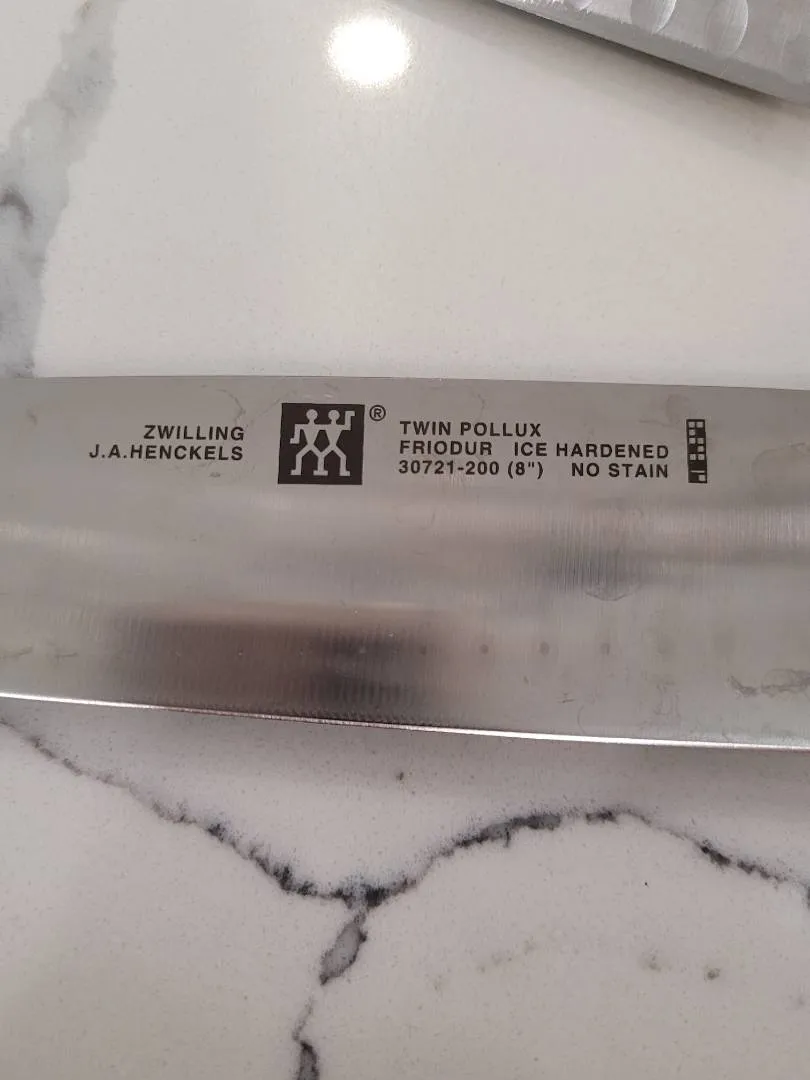 ZWILLING
J.A.HENCKELS
®
TWIN POLLUX
FRIODUR ICE HARDENED
30721-200 (8") NO STAIN